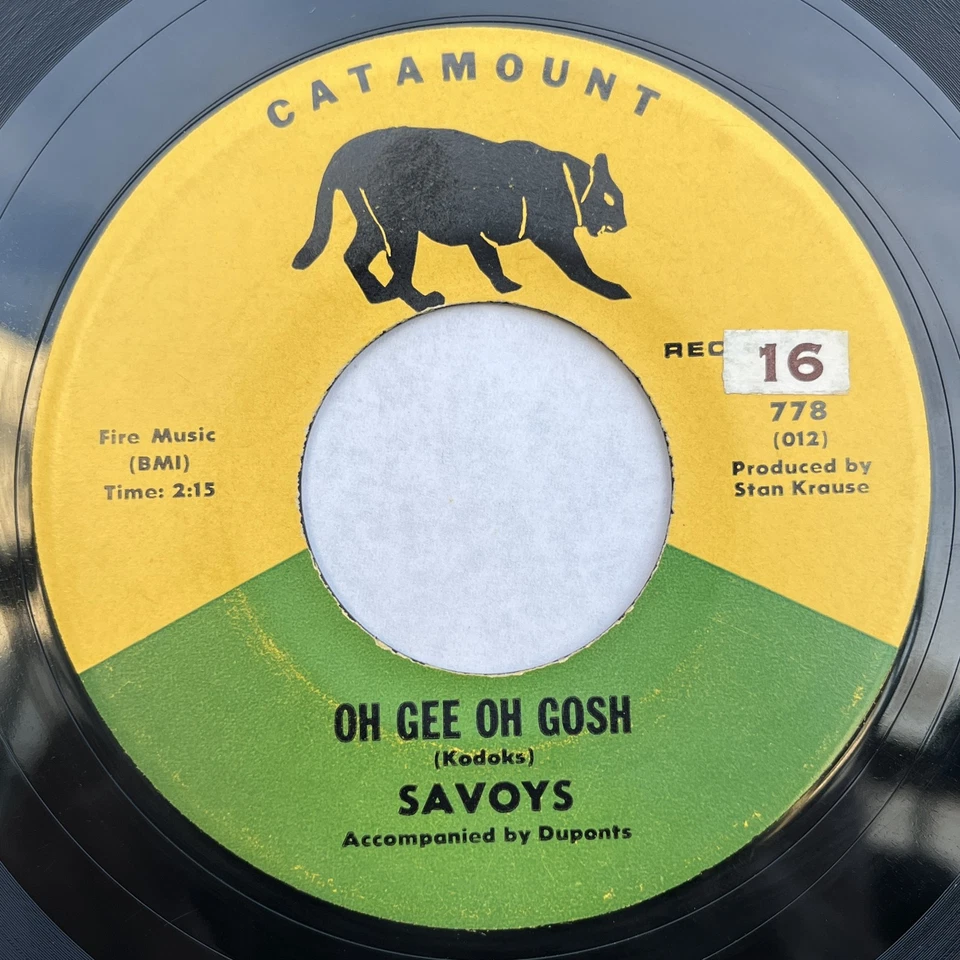 CATAMOUNT
REC
16
778
(012)
Produced by
Stan Krause
Fire Music
(BMI)
Time: 2:15
OH GEE OH GOSH
(Kodoks)
SAVOYS
Accompanied by Duponts